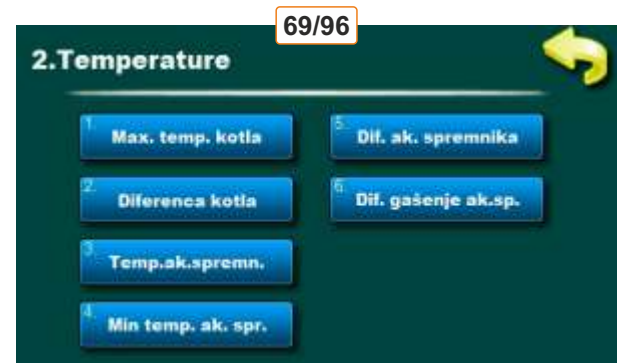 69/96
2.Temperature
1. Max. temp. kotla
2. Diferenca kotla
3. Temp.ak.spremn.
4. Min temp. ak. spr.
5. Dif. ak. spremnika
6. Dif. gašenje ak.sp.